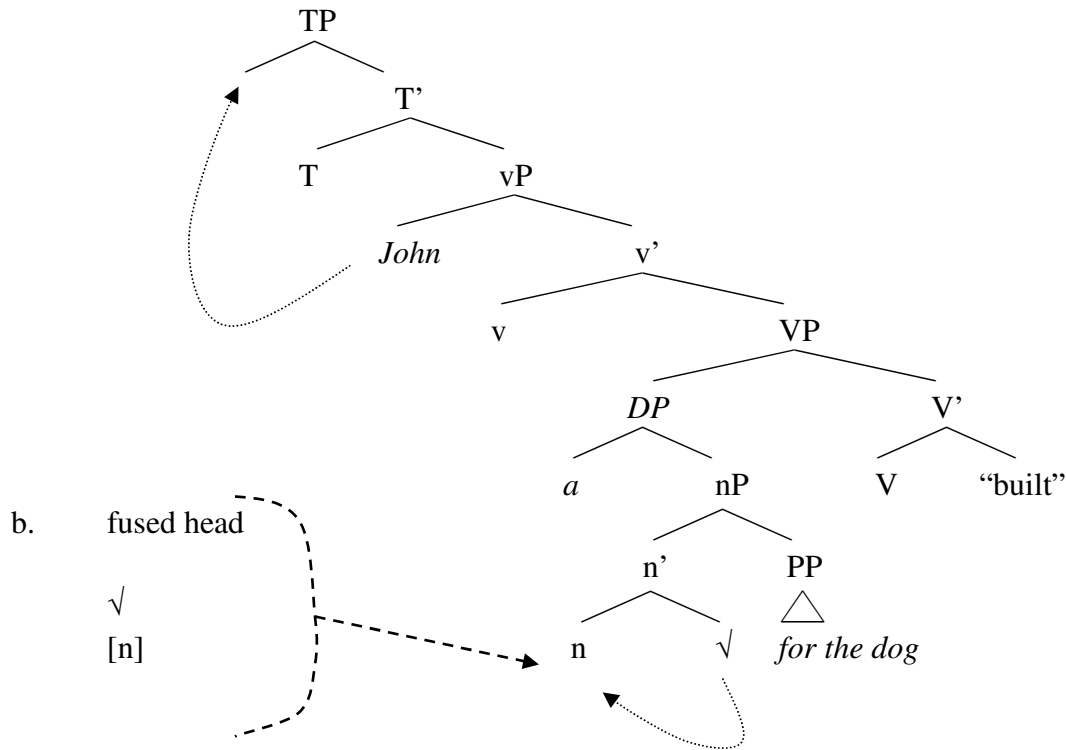 TP
T’
T vP
John v’
v VP
DP V’
a nP V “built”
b. fused head
n’ PP
√
[n] n √ for the dog